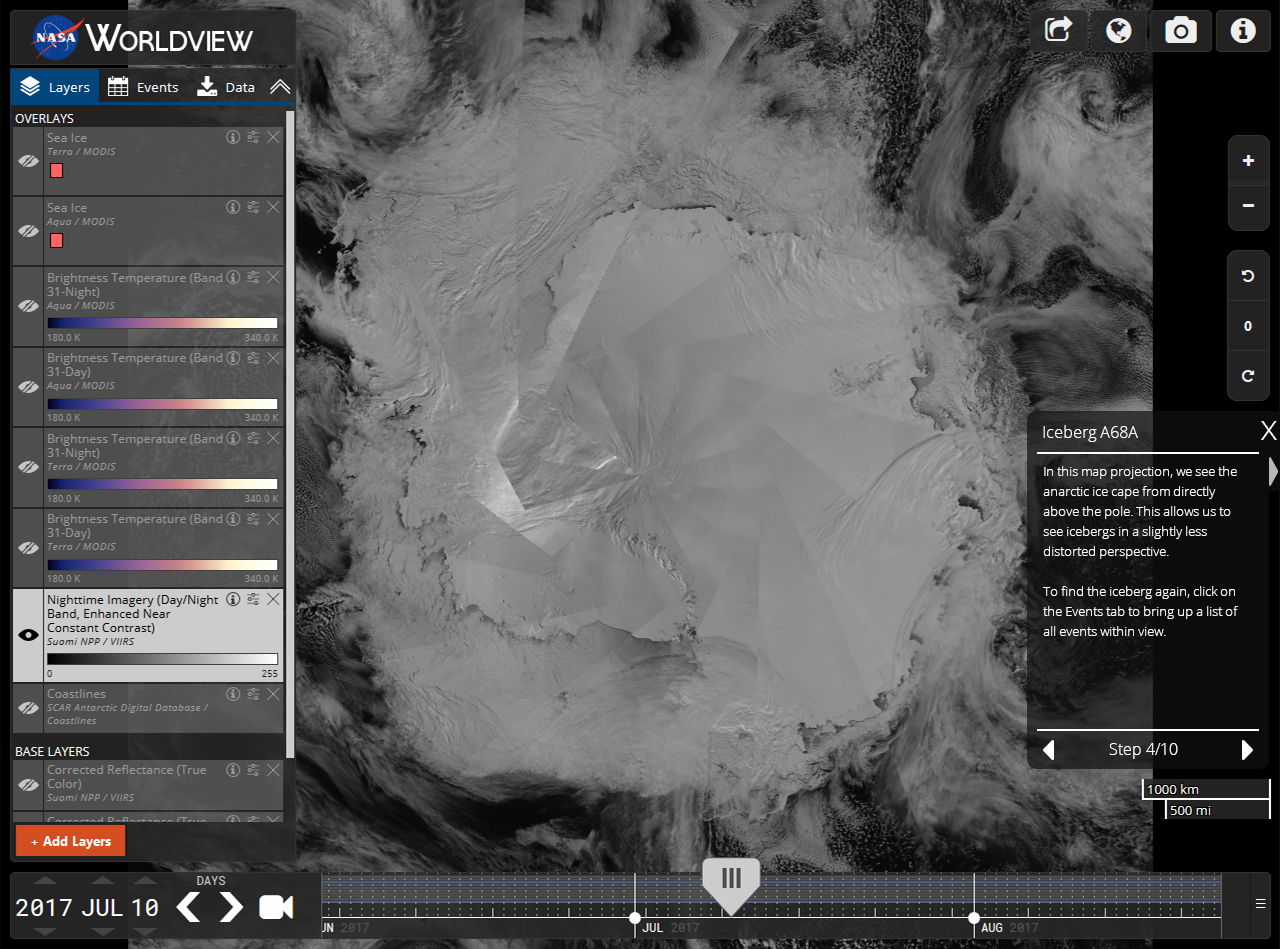 NASA WORLDVIEW
Layers Events Data
OVERLAYS
Sea Ice
Terra / MODIS
Sea Ice
Aqua / MODIS
Brightness Temperature (Band
31-Night)
Aqua / MODIS
180.0 K 340.0 K
Brightness Temperature (Band
31-Day)
Aqua / MODIS
180.0 K 340.0 K
Brightness Temperature (Band
31-Night)
Terra / MODIS
180.0 K 340.0 K
Brightness Temperature (Band
31-Day)
Terra / MODIS
180.0 K 340.0 K
Nighttime Imagery (Day/Night
Band, Enhanced Near
Constant Contrast)
Suomi NPP / VIIRS
0 255
Coastlines
SCAR Antarctic Digital Database /
Coastlines
BASE LAYERS
Corrected Reflectance (True
Color)
Suomi NPP / VIIRS
Corrected Reflectance (True
+ Add Layers
+
−
0
Iceberg A68A X
In this map projection, we see the
anarctic ice cape from directly
above the pole. This allows us to
see icebergs in a slightly less
distorted perspective.
To find the iceberg again, click on
the Events tab to bring up a list of
all events within view.
Step 4/10
1000 km
500 mi
DAYS
2017 JUL 10
UN 2017 JUL 2017 AUG 2017